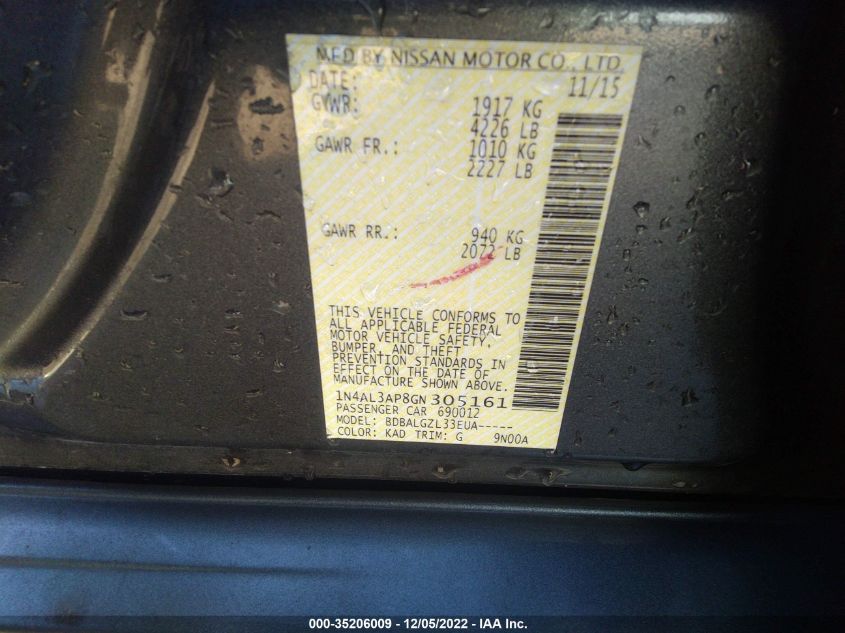 MFD BY NISSAN MOTOR CO., LTD.
DATE: 11/15
GVWR: 1917 KG
4226 LB
GAWR FR.: 1010 KG
2227 LB
GAWR RR.: 940 KG
2072 LB
THIS VEHICLE CONFORMS TO
ALL APPLICABLE FEDERAL
MOTOR VEHICLE SAFETY,
BUMPER, AND THEFT
PREVENTION STANDARDS IN
EFFECT ON THE DATE OF
MANUFACTURE SHOWN ABOVE.
1N4AL3AP8GN 305161
PASSENGER CAR 690012
MODEL: BDBALGZL33EUA-----
COLOR: KAD TRIM: G 9N00A
000-35206009 - 12/05/2022 - IAA Inc.